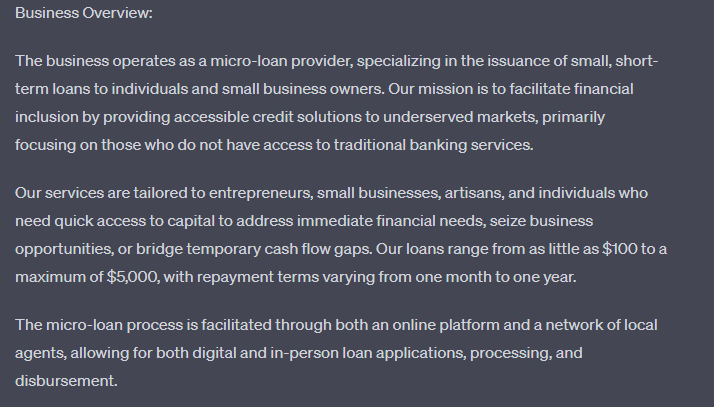 Business Overview:
The business operates as a micro-loan provider, specializing in the issuance of small, short-
term loans to individuals and small business owners. Our mission is to facilitate financial
inclusion by providing accessible credit solutions to underserved markets, primarily
focusing on those who do not have access to traditional banking services.
Our services are tailored to entrepreneurs, small businesses, artisans, and individuals who
need quick access to capital to address immediate financial needs, seize business
opportunities, or bridge temporary cash flow gaps. Our loans range from as little as $100 to a
maximum of $5,000, with repayment terms varying from one month to one year.
The micro-loan process is facilitated through both an online platform and a network of local
agents, allowing for both digital and in-person loan applications, processing, and
disbursement.